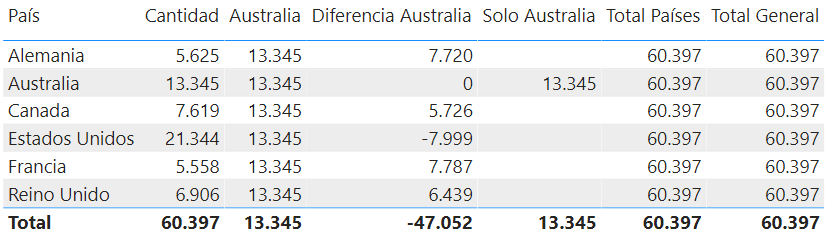 País Cantidad Australia Diferencia Australia Solo Australia Total Países Total General
Alemania 5.625 13.345 7.720 60.397 60.397
Australia 13.345 13.345 0 13.345 60.397 60.397
Canada 7.619 13.345 5.726 60.397 60.397
Estados Unidos 21.344 13.345 -7.999 60.397 60.397
Francia 5.558 13.345 7.787 60.397 60.397
Reino Unido 6.906 13.345 6.439 60.397 60.397
Total 60.397 13.345 -47.052 13.345 60.397 60.397